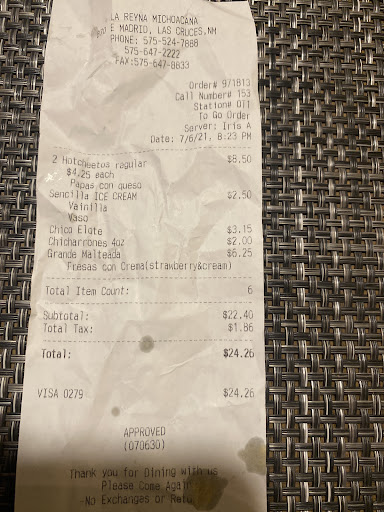 LA REYNA MICHOACANA
E MADRID, LAS CRUCES,NM
PHONE: 575-524-7888
575-647-2222
FAX:575-647-8633
Order# 971813
Call Number# 153
Station# 011
To Go Order
Server: Iris A
Date: 7/6/21, 8:23 PM
2 Hotcheetos ragular $8.50
$4.25 each
Papas con queso
Sencilla ICE CREAM $2.50
Vainilla
Vaso
Chico Elote $3.15
Chicharrones 4oz $2.00
Grande Malteada $6.25
Fresas con Crema(strawberry&cream)
Total Item Count: 6
Subtotal: $22.40
Total Tax: $1.86
Total: $24.26
VISA 0279 $24.26
APPROVED
(070630)
Thank you for Dining with us
Please Come Again
-No Exchanges or